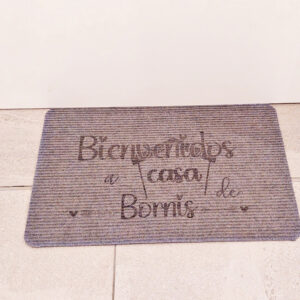 Bienvenidos
a casa de
Bornis